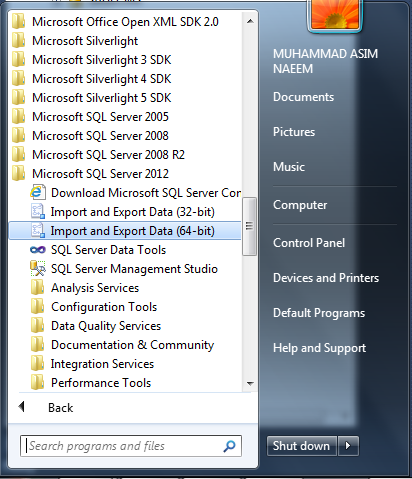 Microsoft Office Open XML SDK 2.0
Microsoft Silverlight
Microsoft Silverlight 3 SDK
Microsoft Silverlight 4 SDK
Microsoft Silverlight 5 SDK
Microsoft SQL Server 2005
Microsoft SQL Server 2008
Microsoft SQL Server 2008 R2
Microsoft SQL Server 2012
Download Microsoft SQL Server Con
Import and Export Data (32-bit)
Import and Export Data (64-bit)
SQL Server Data Tools
SQL Server Management Studio
Analysis Services
Configuration Tools
Data Quality Services
Documentation & Community
Integration Services
Performance Tools
Back
Search programs and files
MUHAMMAD ASIM
NAEEM
Documents
Pictures
Music
Computer
Control Panel
Devices and Printers
Default Programs
Help and Support
Shut down